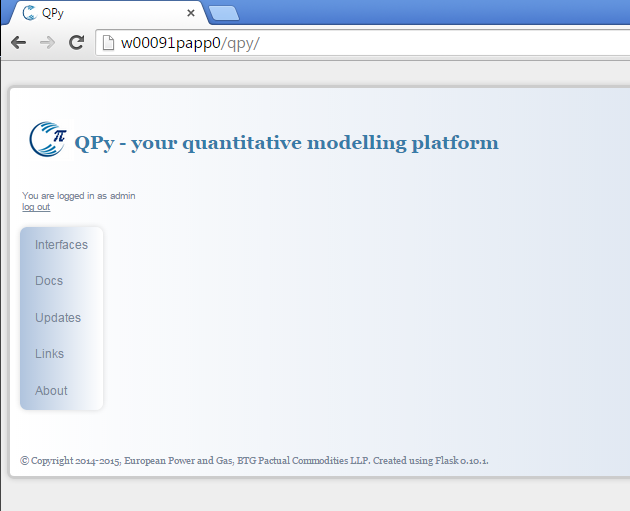 QPy
w00091papp0/qpy/
π
QPy - your quantitative modelling platform
You are logged in as admin
log out
Interfaces
Docs
Updates
Links
About
© Copyright 2014-2015, European Power and Gas, BTG Pactual Commodities LLP. Created using Flask 0.10.1.